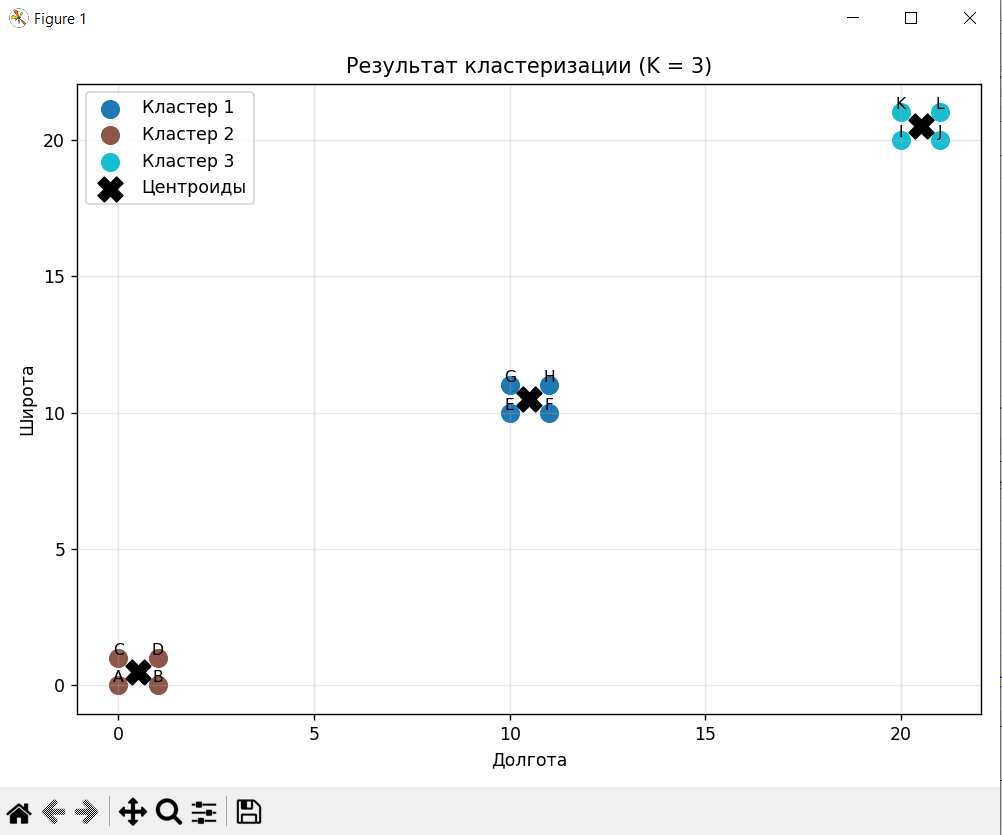 Figure 1
Результат кластеризации (K = 3)
Кластер 1
Кластер 2
Кластер 3
Центроиды
K L
I J
G H
E F
C D
A B
20
15
10
5
0
Широта
0 5 10 15 20
Долгота